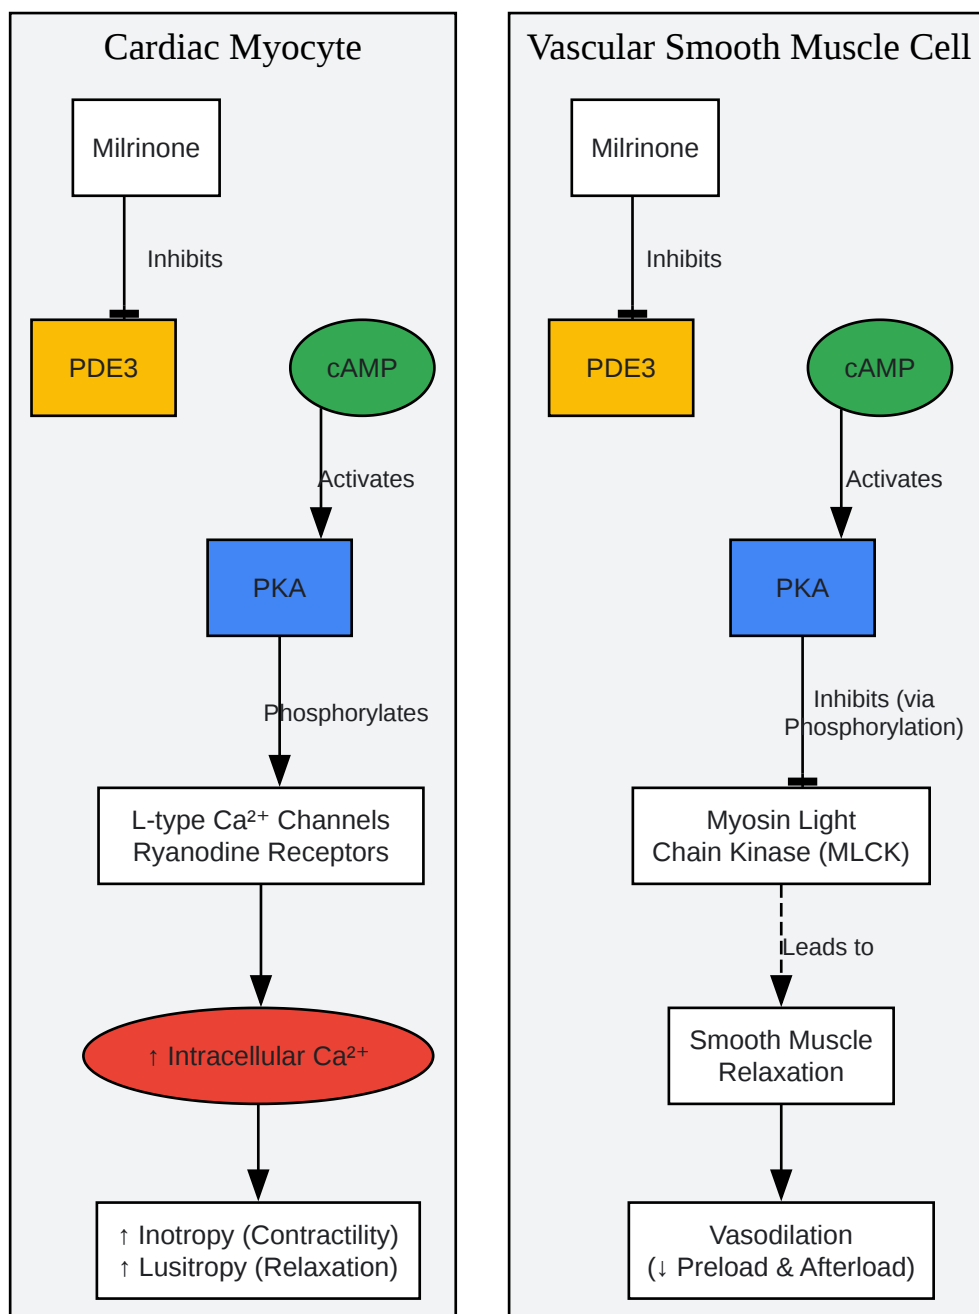 Cardiac Myocyte
Milrinone
Inhibits
PDE3
cAMP
Activates
PKA
Phosphorylates
L-type Ca²⁺ Channels
Ryanodine Receptors
↑ Intracellular Ca²⁺
↑ Inotropy (Contractility)
↑ Lusitropy (Relaxation)
Vascular Smooth Muscle Cell
Milrinone
Inhibits
PDE3
cAMP
Activates
PKA
Inhibits (via
Phosphorylation)
Myosin Light
Chain Kinase (MLCK)
Leads to
Smooth Muscle
Relaxation
Vasodilation
(↓ Preload & Afterload)